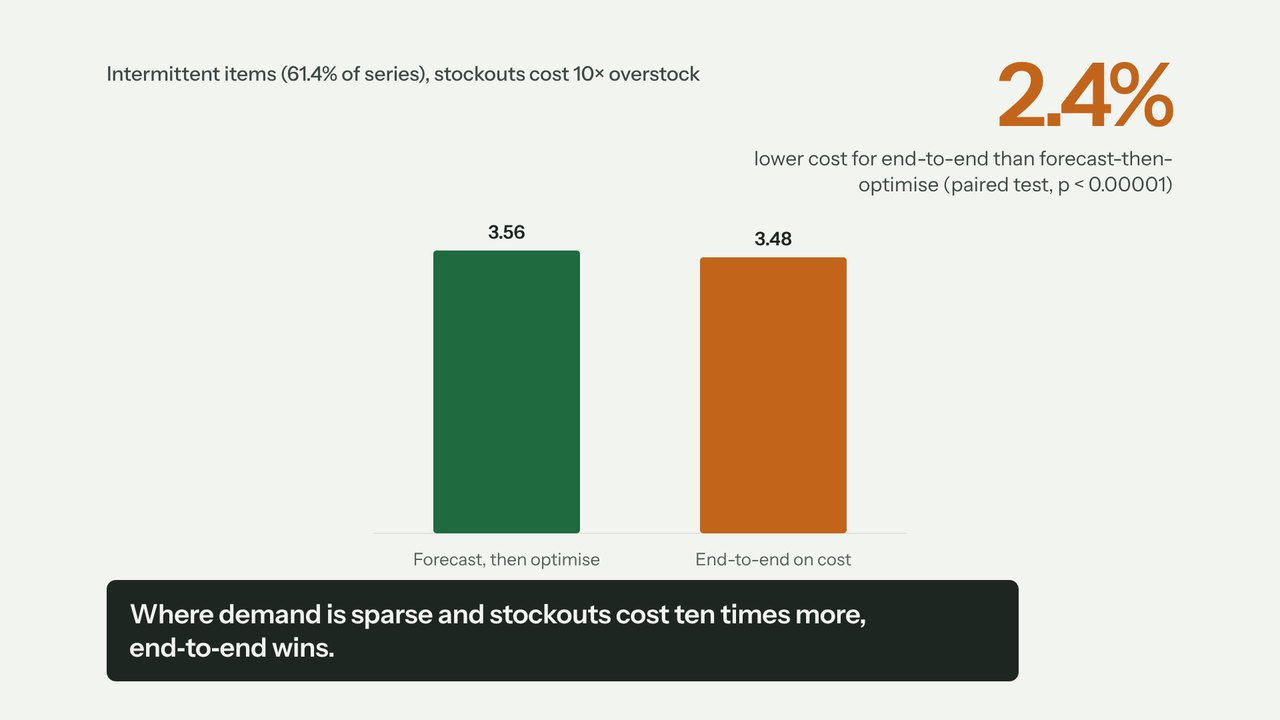 Intermittent items (61.4% of series), stockouts cost 10× overstock
2.4%
lower cost for end-to-end than forecast-then-
optimise (paired test, p < 0.00001)
3.56
3.48
Forecast, then optimise
End-to-end on cost
Where demand is sparse and stockouts cost ten times more,
end-to-end wins.